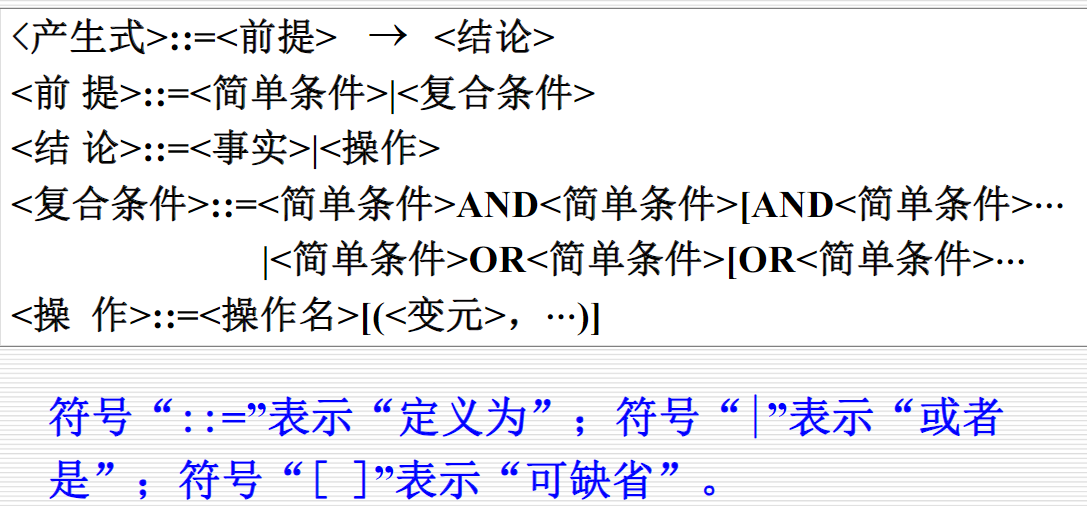 <产生式>::=<前提> → <结论>
<前 提>::=<简单条件>|<复合条件>
<结 论>::=<事实>|<操作>
<复合条件>::=<简单条件>AND<简单条件>[AND<简单条件>…
|<简单条件>OR<简单条件>[OR<简单条件>…
<操 作>::=<操作名>[(<变元>，…)]
符号“::=”表示“定义为”；符号“|”表示“或者
是”；符号“[ ]”表示“可缺省”。